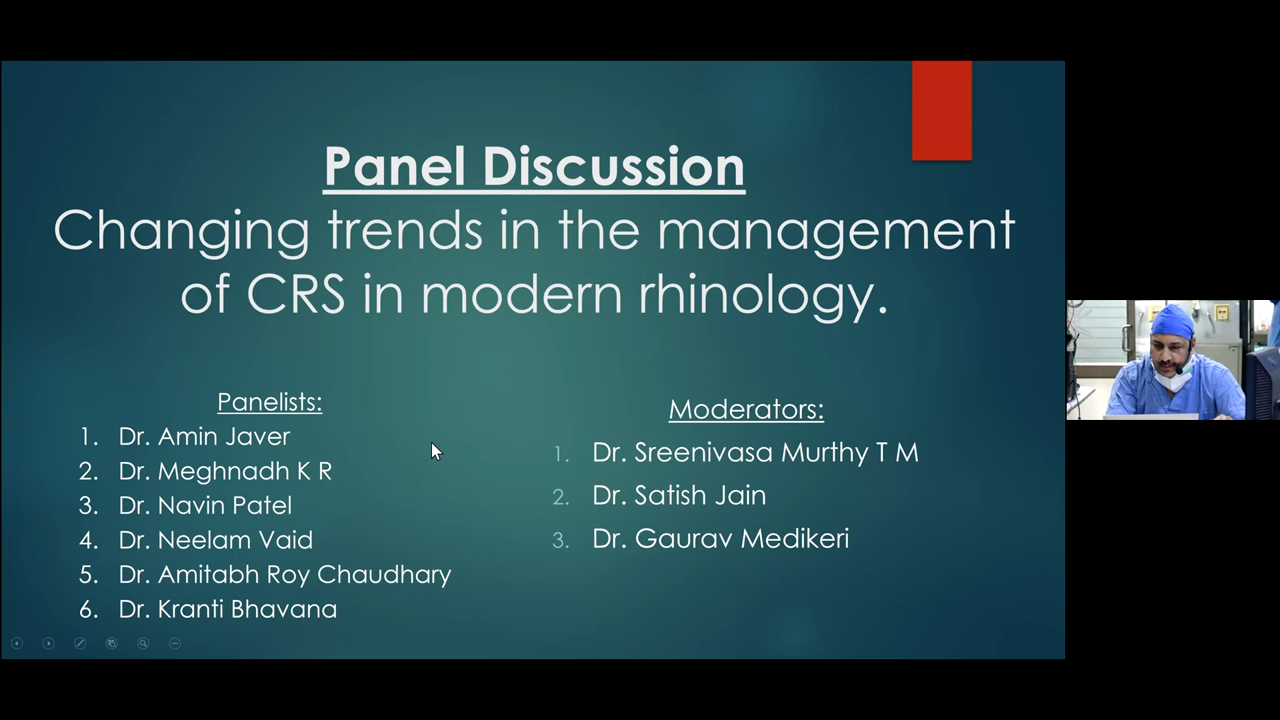 Panel Discussion
Changing trends in the management
of CRS in modern rhinology.
Panelists:
1. Dr. Amin Javer
2. Dr. Meghnadh K R
3. Dr. Navin Patel
4. Dr. Neelam Vaid
5. Dr. Amitabh Roy Chaudhary
6. Dr. Kranti Bhavana
Moderators:
1. Dr. Sreenivasa Murthy T M
2. Dr. Satish Jain
3. Dr. Gaurav Medikeri